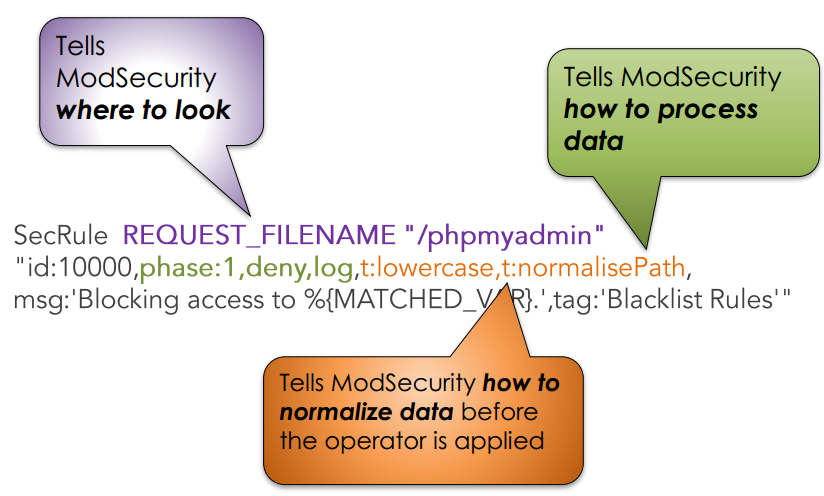 Tells
ModSecurity
where to look
Tells ModSecurity
how to process
data
SecRule REQUEST_FILENAME "/phpmyadmin"
"id:10000,phase:1,deny,log,t:lowercase,t:normalisePath,
msg:'Blocking access to %{MATCHED_VAR}.',tag:'Blacklist Rules'"
Tells ModSecurity how to
normalize data before
the operator is applied